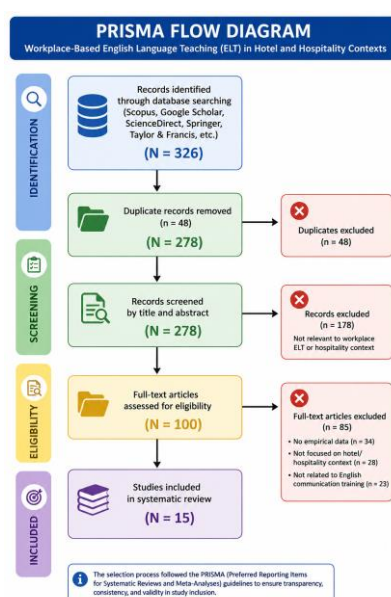 PRISMA FLOW DIAGRAM
Workplace-Based English Language Teaching (ELT) in Hotel and Hospitality Contexts
IDENTIFICATION
Records identified
through database searching
(Scopus, Google Scholar,
ScienceDirect, Springer,
Taylor & Francis, etc.)
(N = 326)
Duplicate records removed
(n = 48)
(N = 278)
Duplicates excluded
(n = 48)
SCREENING
Records screened
by title and abstract
(N = 278)
Records excluded
(n = 178)
Not relevant to workplace
ELT or hospitality context
ELIGIBILITY
Full-text articles
assessed for eligibility
(N = 100)
Full-text articles excluded
(n = 85)
• No empirical data (n = 34)
• Not focused on hotel/
hospitality context (n = 28)
• Not related to English
communication training (n = 23)
INCLUDED
Studies included
in systematic review
(N = 15)
The selection process followed the PRISMA (Preferred Reporting Items
for Systematic Reviews and Meta-Analyses) guidelines to ensure transparency,
consistency, and validity in study inclusion.